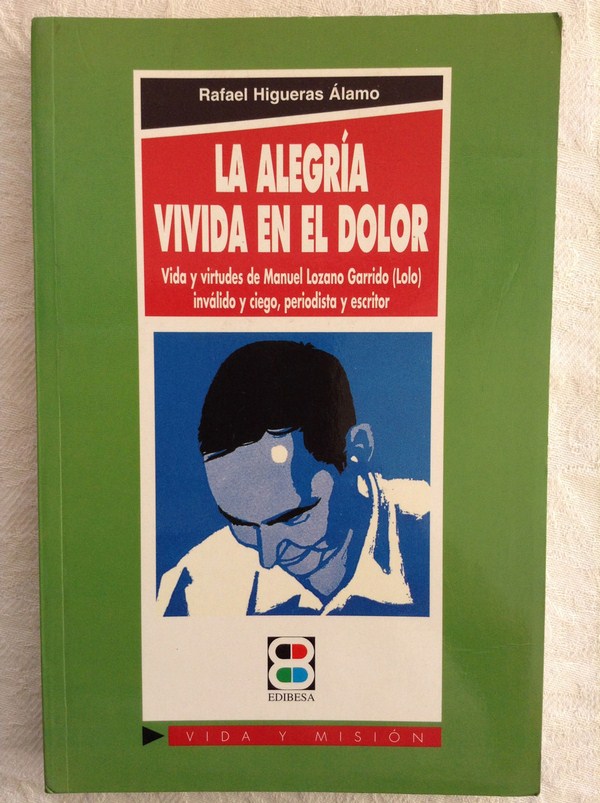 Rafael Higueras Álamo
LA ALEGRÍA
VIVIDA EN EL DOLOR
Vida y virtudes de Manuel Lozano Garrido (Lolo)
inválido y ciego, periodista y escritor
EDIBESA
VIDA Y MISIÓN